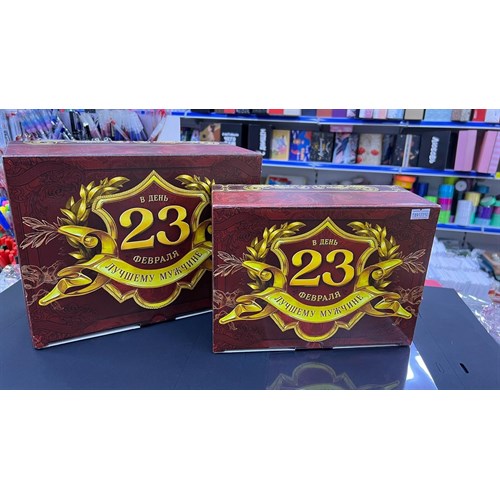 В ДЕНЬ
23
ФЕВРАЛЯ
ЛУЧШЕМУ МУЖЧИНЕ
В ДЕНЬ
23
ФЕВРАЛЯ
ЛУЧШЕМУ МУЖЧИНЕ